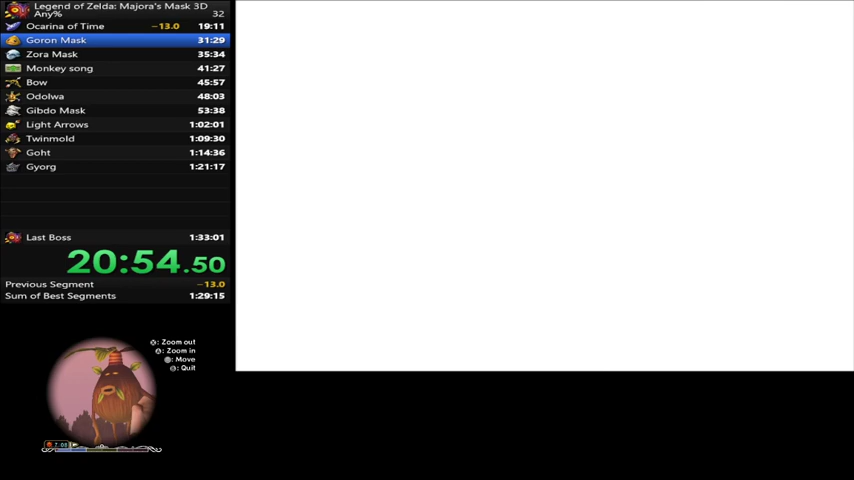 Legend of Zelda: Majora's Mask 3D
Any% 32
Ocarina of Time −13.0 19:11
Goron Mask 31:29
Zora Mask 35:34
Monkey song 41:27
Bow 45:57
Odolwa 48:03
Gibdo Mask 53:38
Light Arrows 1:02:01
Twinmold 1:09:30
Goht 1:14:36
Gyorg 1:21:17
Last Boss 1:33:01
20:54.50
Previous Segment −13.0
Sum of Best Segments 1:29:15
: Zoom out
: Zoom in
: Move
: Quit